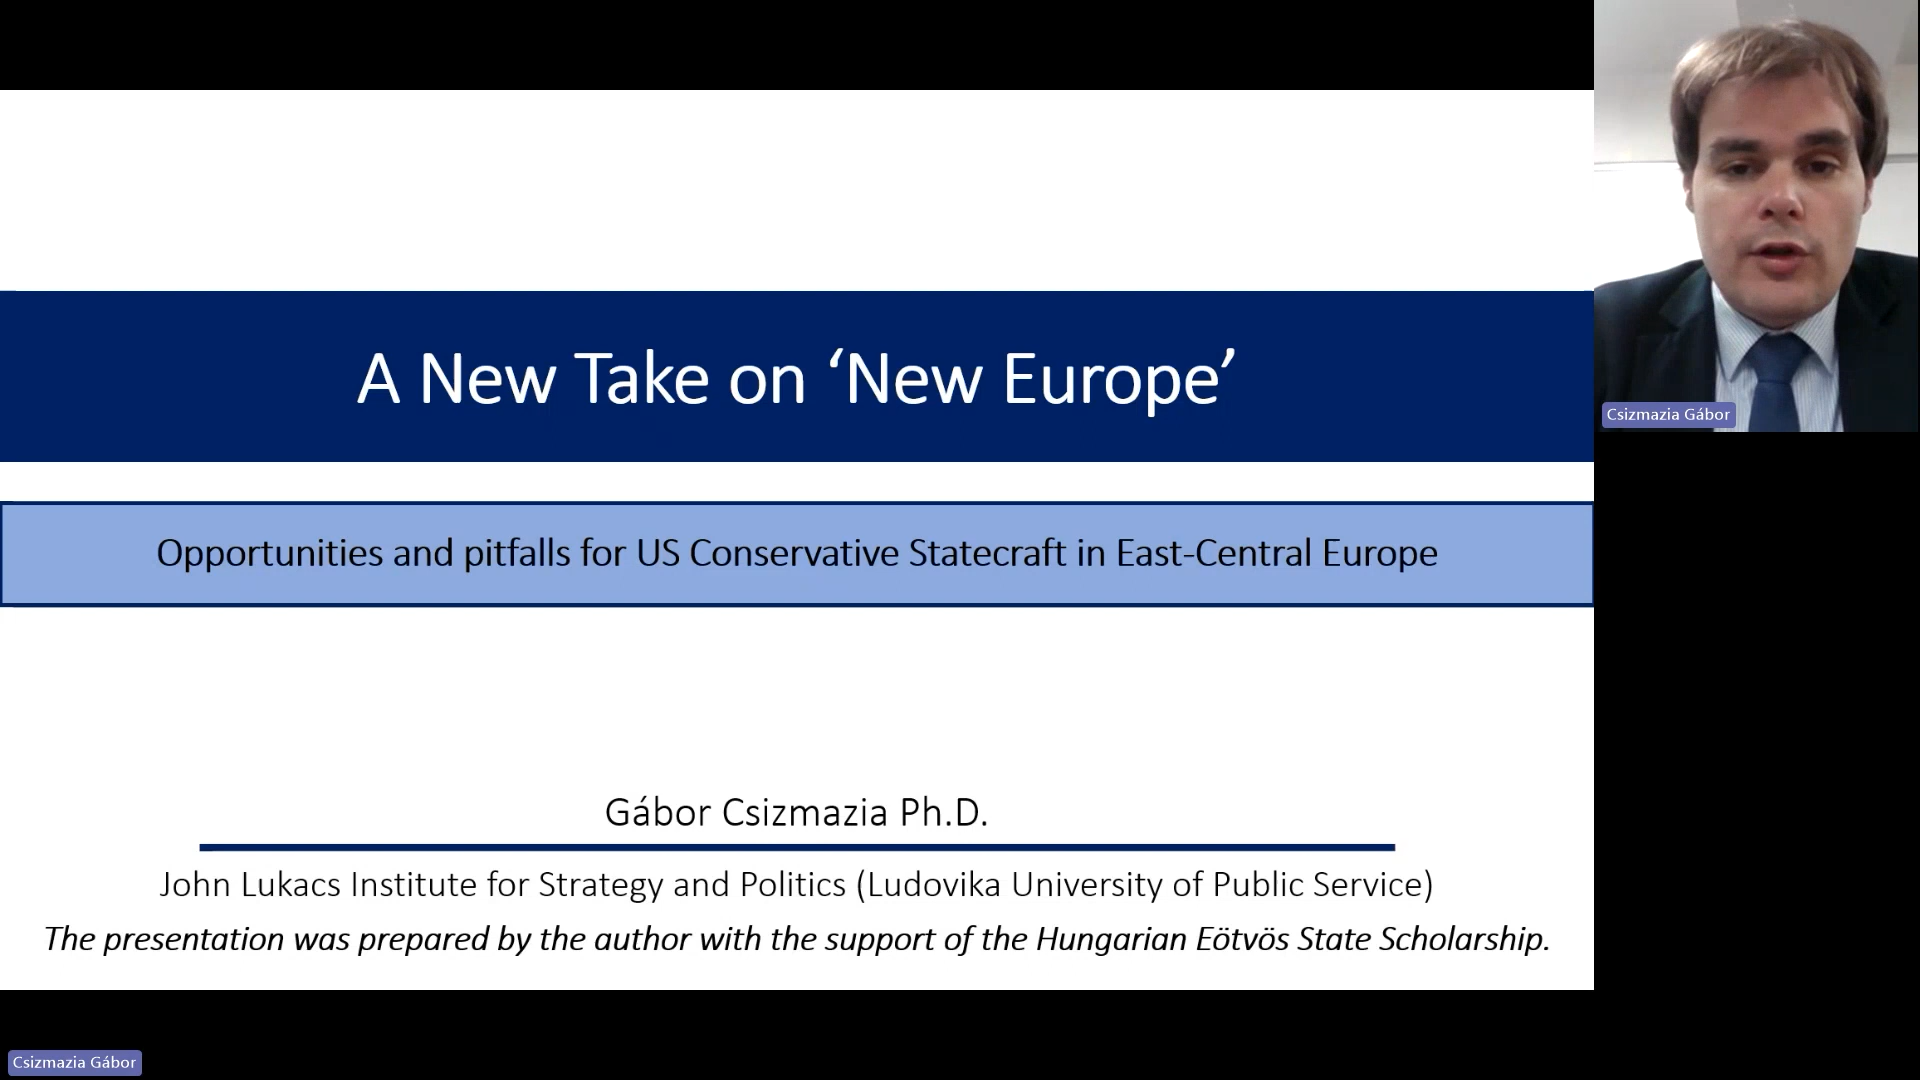 A New Take on ‘New Europe’
Opportunities and pitfalls for US Conservative Statecraft in East-Central Europe
Gábor Csizmazia Ph.D.
John Lukacs Institute for Strategy and Politics (Ludovika University of Public Service)
The presentation was prepared by the author with the support of the Hungarian Eötvös State Scholarship.
Csizmazia Gábor
Csizmazia Gábor